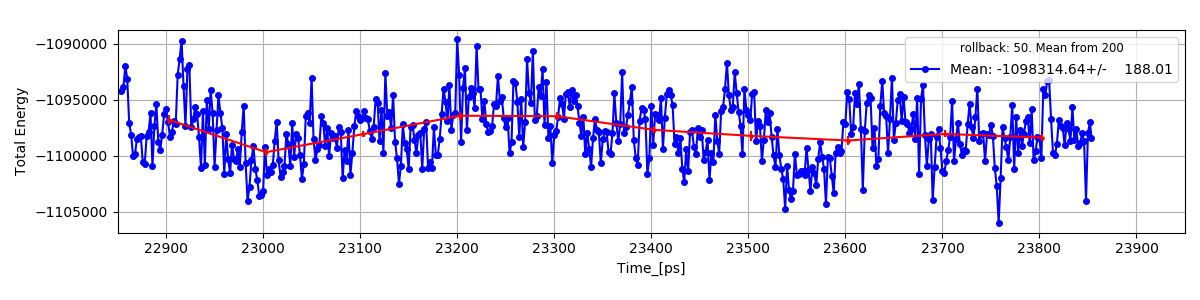 rollback: 50. Mean from 200
Mean: -1098314.64+/- 188.01
Total Energy
−1090000
−1095000
−1100000
−1105000
22900 23000 23100 23200 23300 23400 23500 23600 23700 23800 23900
Time_[ps]